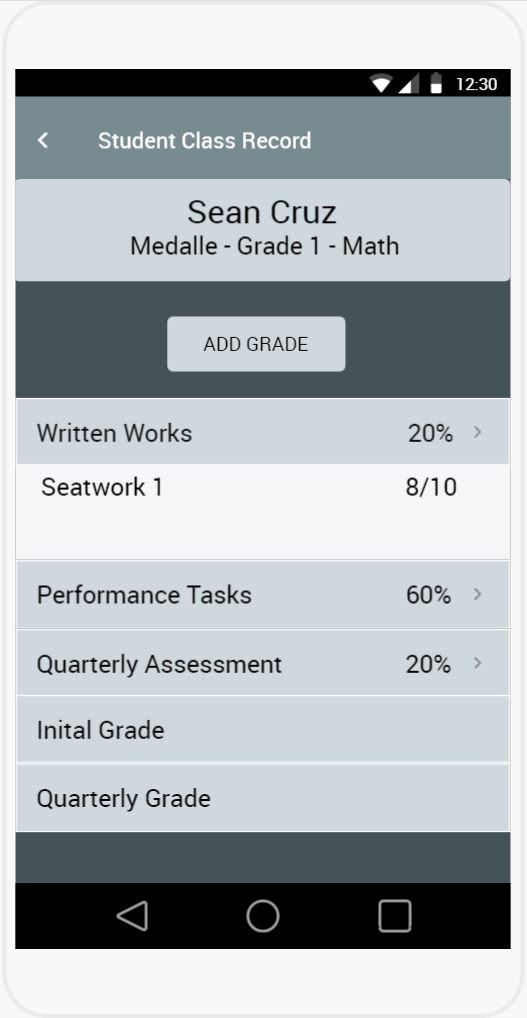 12:30
Student Class Record
Sean Cruz
Medalle - Grade 1 - Math
ADD GRADE
Written Works 20%
Seatwork 1 8/10
Performance Tasks 60%
Quarterly Assessment 20%
Inital Grade
Quarterly Grade